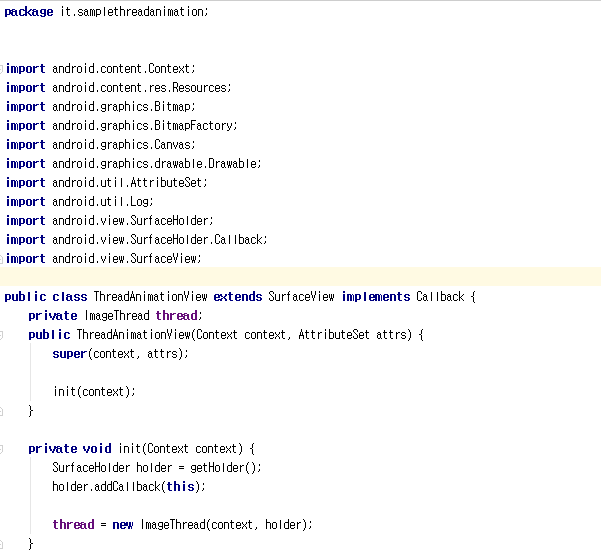 package it.samplethreadanimation;
import android.content.Context;
import android.content.res.Resources;
import android.graphics.Bitmap;
import android.graphics.BitmapFactory;
import android.graphics.Canvas;
import android.graphics.drawable.Drawable;
import android.util.AttributeSet;
import android.util.Log;
import android.view.SurfaceHolder;
import android.view.SurfaceHolder.Callback;
import android.view.SurfaceView;
public class ThreadAnimationView extends SurfaceView implements Callback {
    private ImageThread thread;
    public ThreadAnimationView(Context context, AttributeSet attrs) {
        super(context, attrs);
        init(context);
    }
    private void init(Context context) {
        SurfaceHolder holder = getHolder();
        holder.addCallback(this);
        thread = new ImageThread(context, holder);
    }